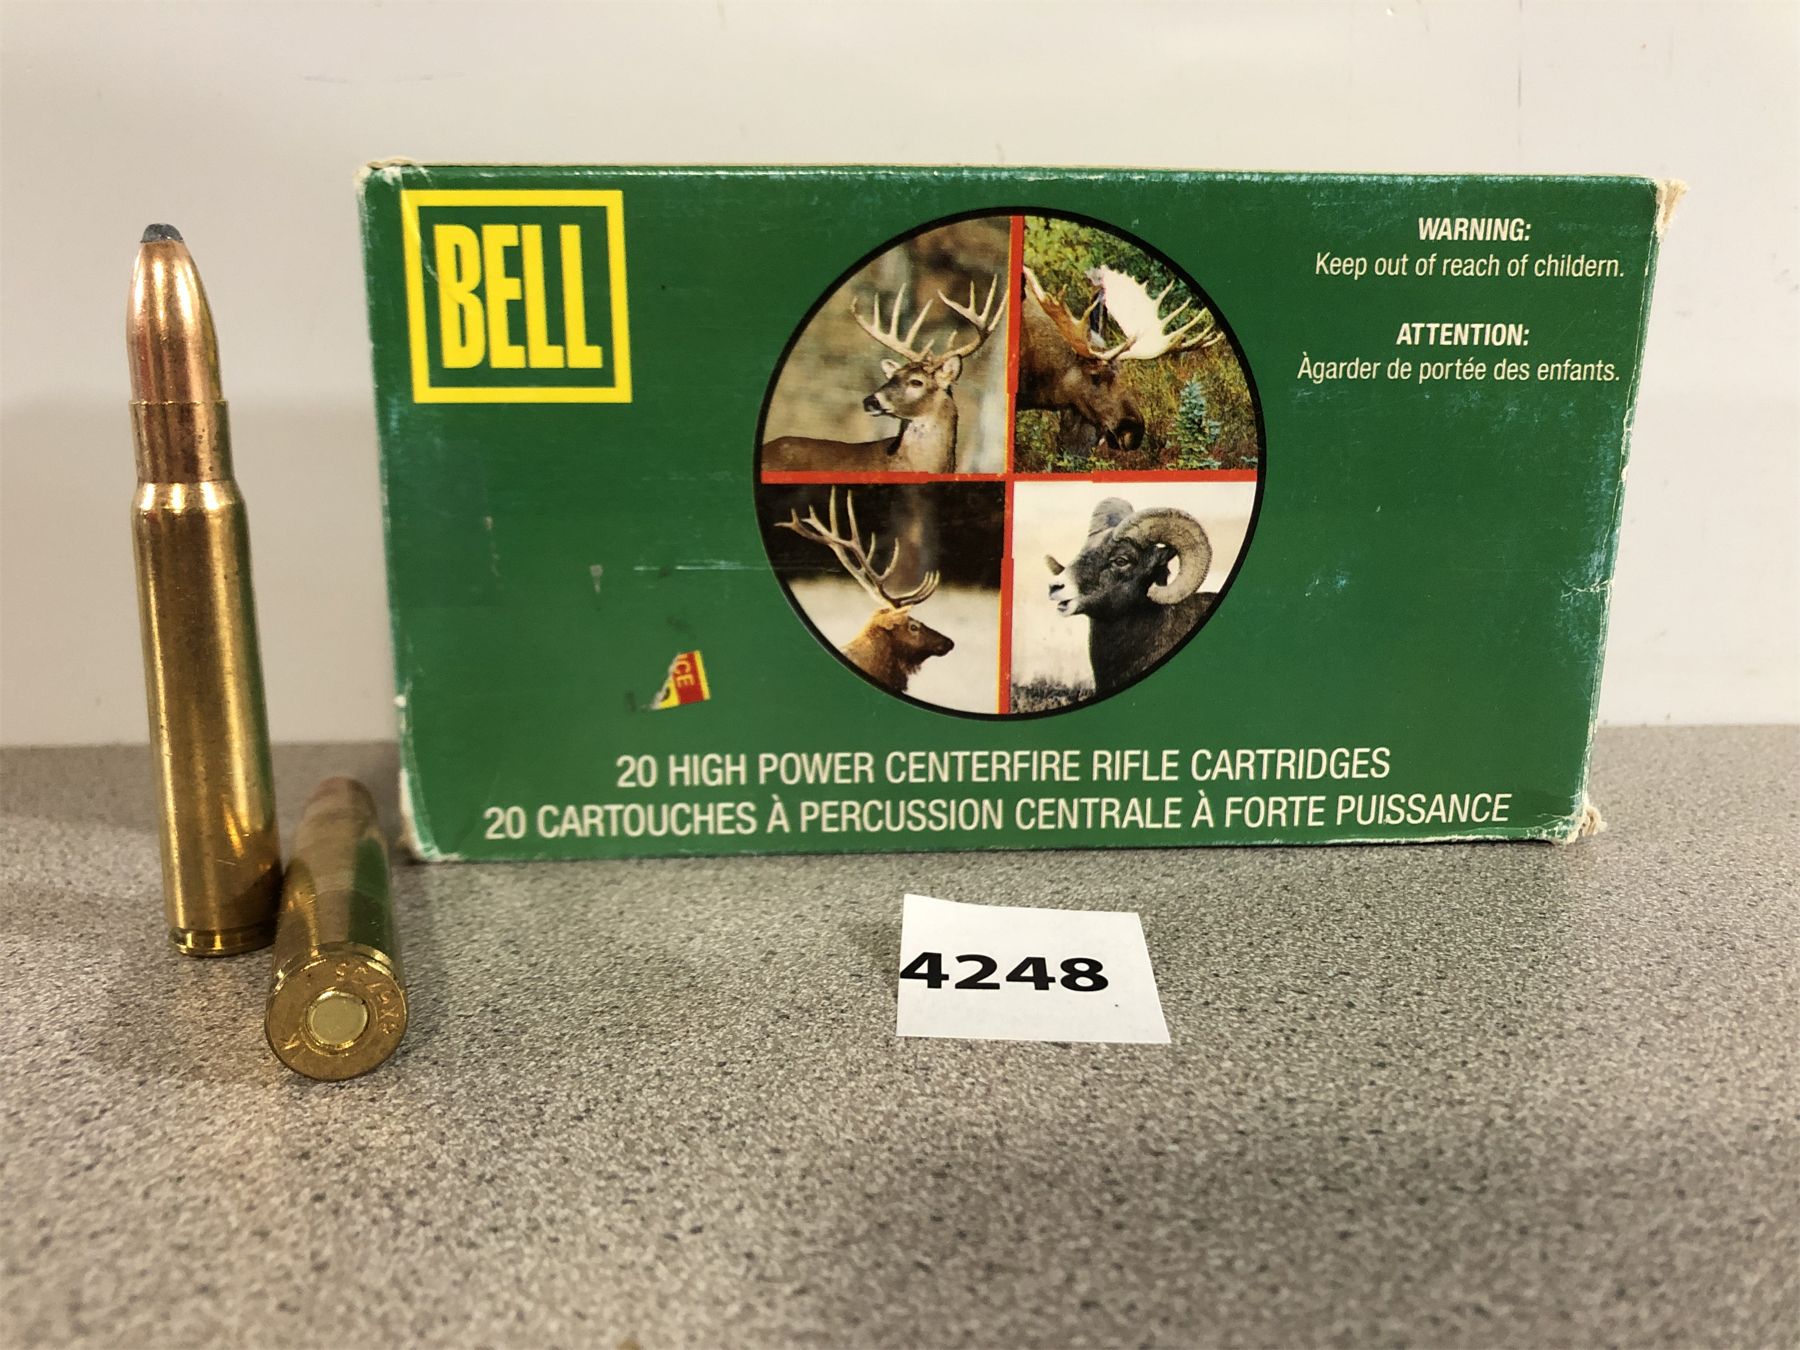 BELL
WARNING:
Keep out of reach of childern.
ATTENTION:
Àgarder de portée des enfants.
20 HIGH POWER CENTERFIRE RIFLE CARTRIDGES
20 CARTOUCHES À PERCUSSION CENTRALE À FORTE PUISSANCE
4248